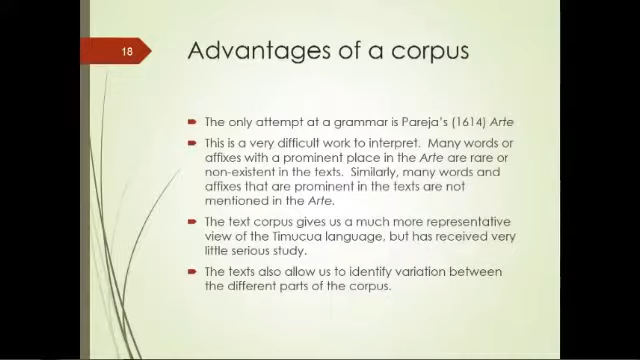 18
Advantages of a corpus
The only attempt at a grammar is Pareja's (1614) Arte
This is a very difficult work to interpret. Many words or
affixes with a prominent place in the Arte are rare or
non-existent in the texts. Similarly, many words and
affixes that are prominent in the texts are not
mentioned in the Arte.
The text corpus gives us a much more representative
view of the Timucua language, but has received very
little serious study.
The texts also allow us to identify variation between
the different parts of the corpus.